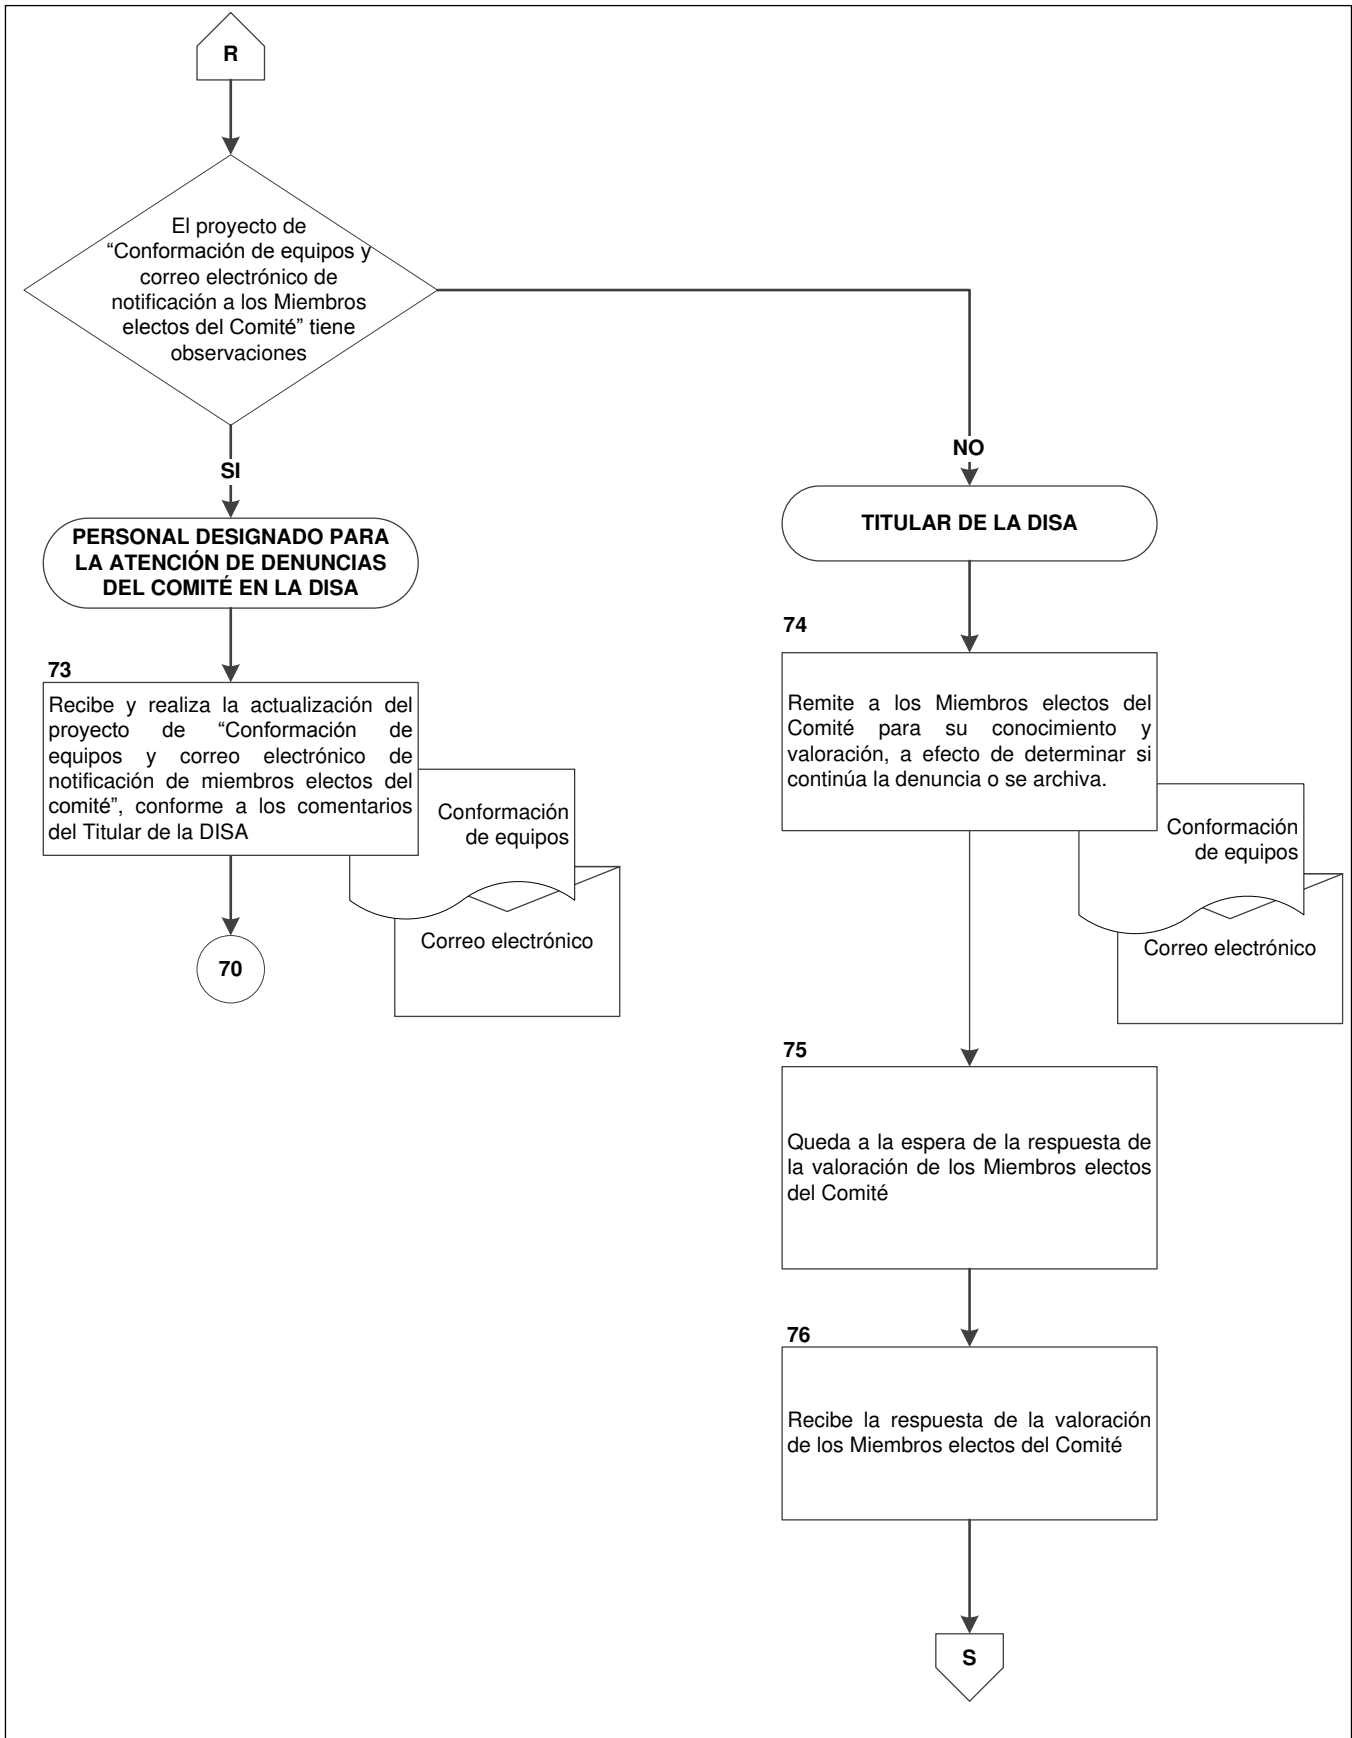 R
El proyecto de
“Conformación de equipos y
correo electrónico de
notificación a los Miembros
electos del Comité” tiene
observaciones
SI
NO
PERSONAL DESIGNADO PARA
LA ATENCIÓN DE DENUNCIAS
DEL COMITÉ EN LA DISA
73
Recibe y realiza la actualización del
proyecto de “Conformación de
equipos y correo electrónico de
notificación de miembros electos del
comité”, conforme a los comentarios
del Titular de la DISA
Conformación
de equipos
Correo electrónico
70
TITULAR DE LA DISA
74
Remite a los Miembros electos del
Comité para su conocimiento y
valoración, a efecto de determinar si
continúa la denuncia o se archiva.
Conformación
de equipos
Correo electrónico
75
Queda a la espera de la respuesta de
la valoración de los Miembros electos
del Comité
76
Recibe la respuesta de la valoración
de los Miembros electos del Comité
S